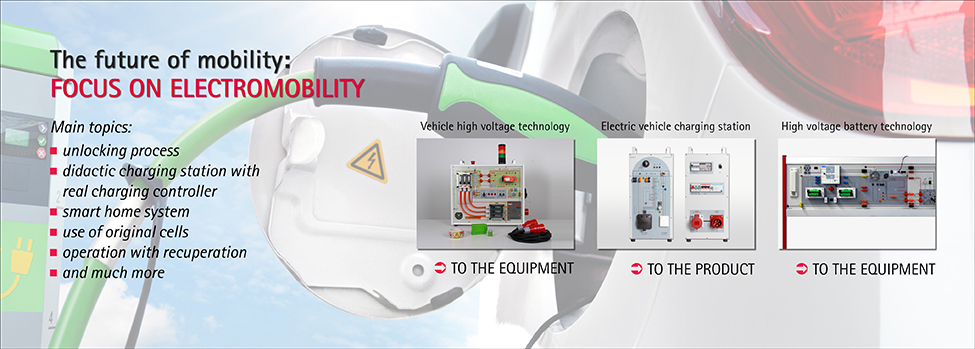 The future of mobility:
FOCUS ON ELECTROMOBILITY
Main topics:
unlocking process
didactic charging station with
real charging controller
smart home system
use of original cells
operation with recuperation
and much more
Vehicle high voltage technology
TO THE EQUIPMENT
Electric vehicle charging station
TO THE PRODUCT
High voltage battery technology
TO THE EQUIPMENT